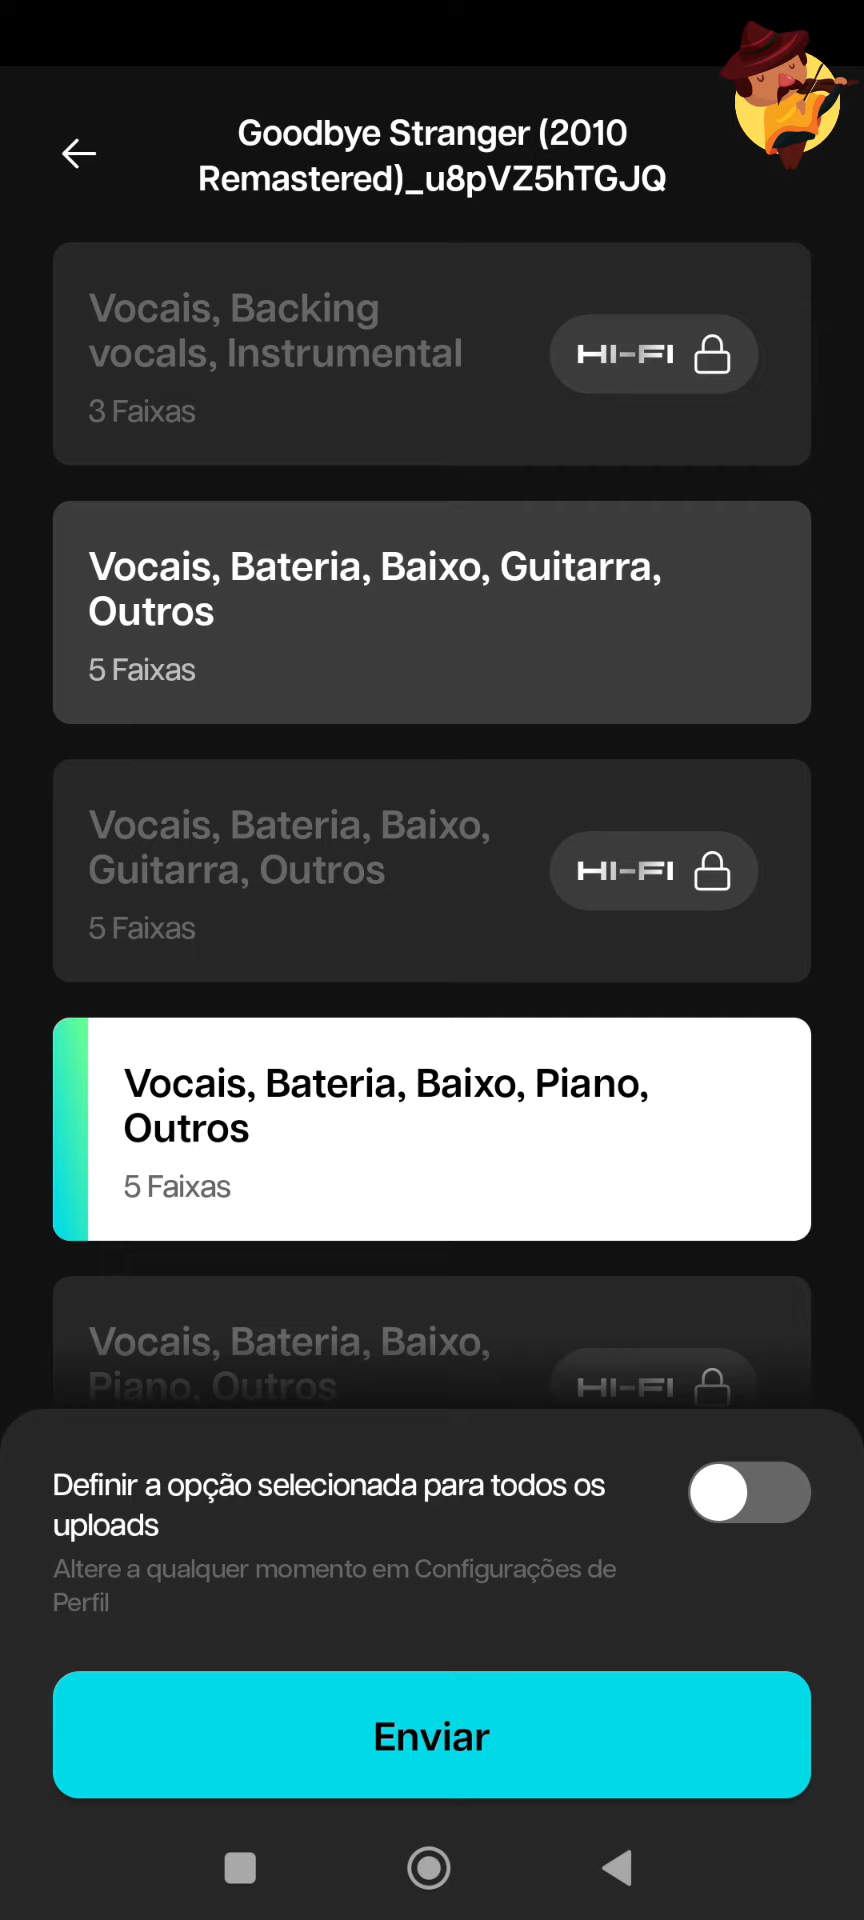 Goodbye Stranger (2010
Remastered)_u8pVZ5hTGJQ
Vocais, Backing
vocals, Instrumental
HI-FI
3 Faixas
Vocais, Bateria, Baixo, Guitarra,
Outros
5 Faixas
Vocais, Bateria, Baixo,
Guitarra, Outros
HI-FI
5 Faixas
Vocais, Bateria, Baixo, Piano,
Outros
5 Faixas
Vocais, Bateria, Baixo,
Piano, Outros
HI-FI
Definir a opção selecionada para todos os
uploads
Altere a qualquer momento em Configurações de
Perfil
Enviar